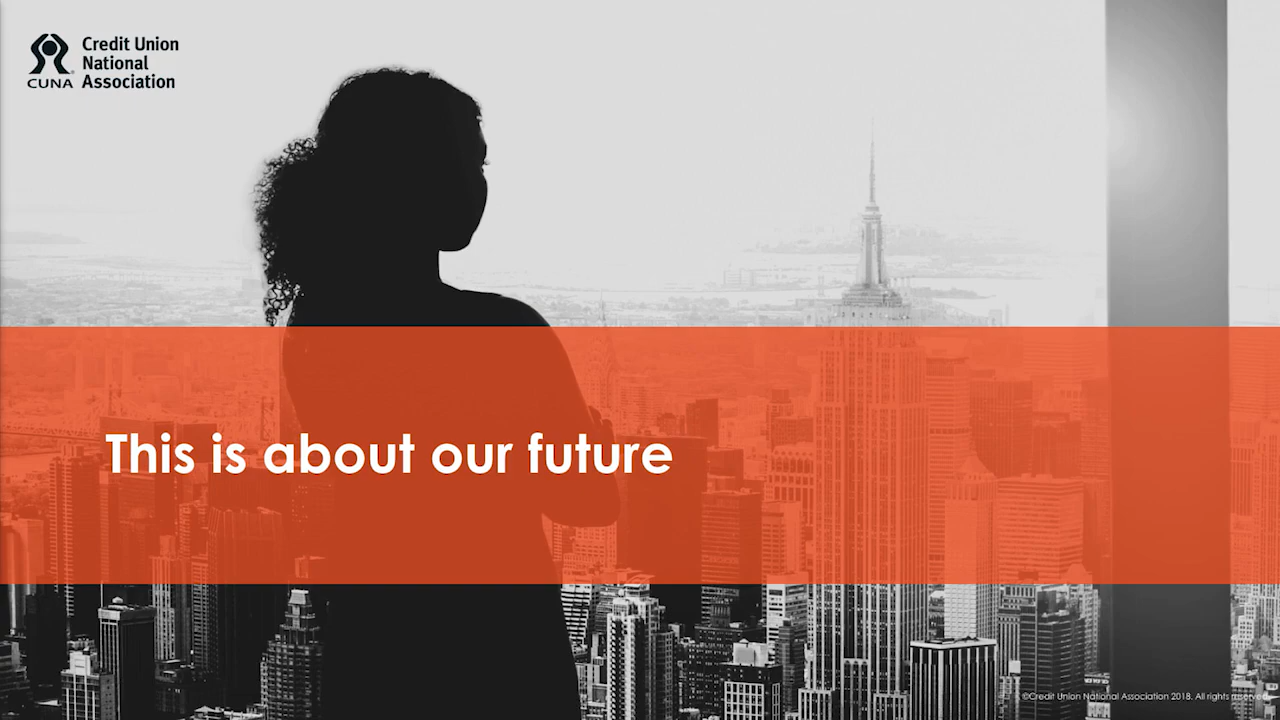 Credit Union
National
Association
CUNA
This is about our future
©Credit Union National Association 2018. All rights reserved.